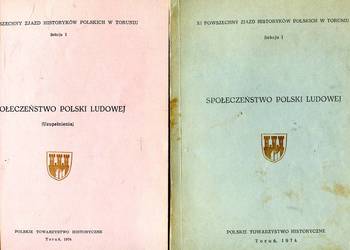 SZECHNY ZJAZD HISTORYKÓW POLSKICH W TORUNIU
Sekcja I
OŁECZEŃSTWO POLSKI LUDOWEJ
(Uzupełnienia)
POLSKIE TOWARZYSTWO HISTORYCZNE
Toruń, 1974
XI POWSZECHNY ZJAZD HISTORYKÓW POLSKICH W TORUNIU
Sekcja I
SPOŁECZEŃSTWO POLSKI LUDOWEJ
POLSKIE TOWARZYSTWO HISTORYCZNE
Toruń, 1974